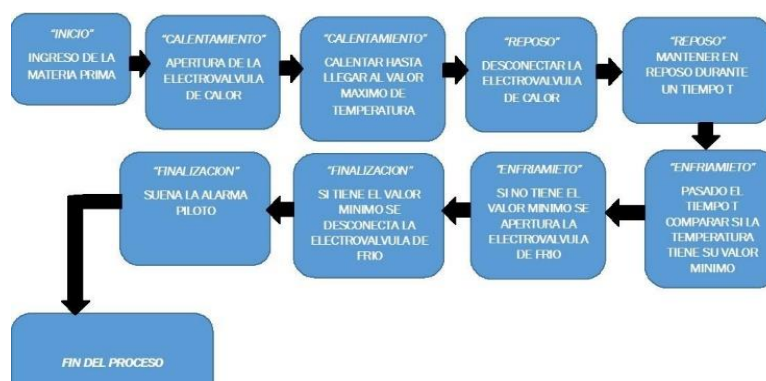 "INICIO"
INGRESO DE LA
MATERIA PRIMA
"CALENTAMIENTO"
APERTURA DE LA
ELECTROVALVULA
DE CALOR
"CALENTAMIENTO"
CALENTAR HASTA
LLEGAR AL VALOR
MAXIMO DE
TEMPERATURA
"REPOSO"
DESCONECTAR LA
ELECTROVALVULA
DE CALOR
"REPOSO"
MANTENER EN
REPOSO DURANTE
UN TIEMPO T
"ENFRIAMIETO"
PASADO EL
TIEMPO T
COMPARAR SI LA
TEMPERATURA
TIENE SU VALOR
MINIMO
"ENFRIAMIETO"
SI NO TIENE EL
VALOR MINIMO SE
APERTURA LA
ELECTROVALVULA
DE FRIO
"FINALIZACION"
SI TIENE EL VALOR
MINIMO SE
DESCONECTA LA
ELECTROVALVULA DE
FRIO
"FINALIZACION"
SUENA LA ALARMA
PILOTO
FIN DEL PROCESO